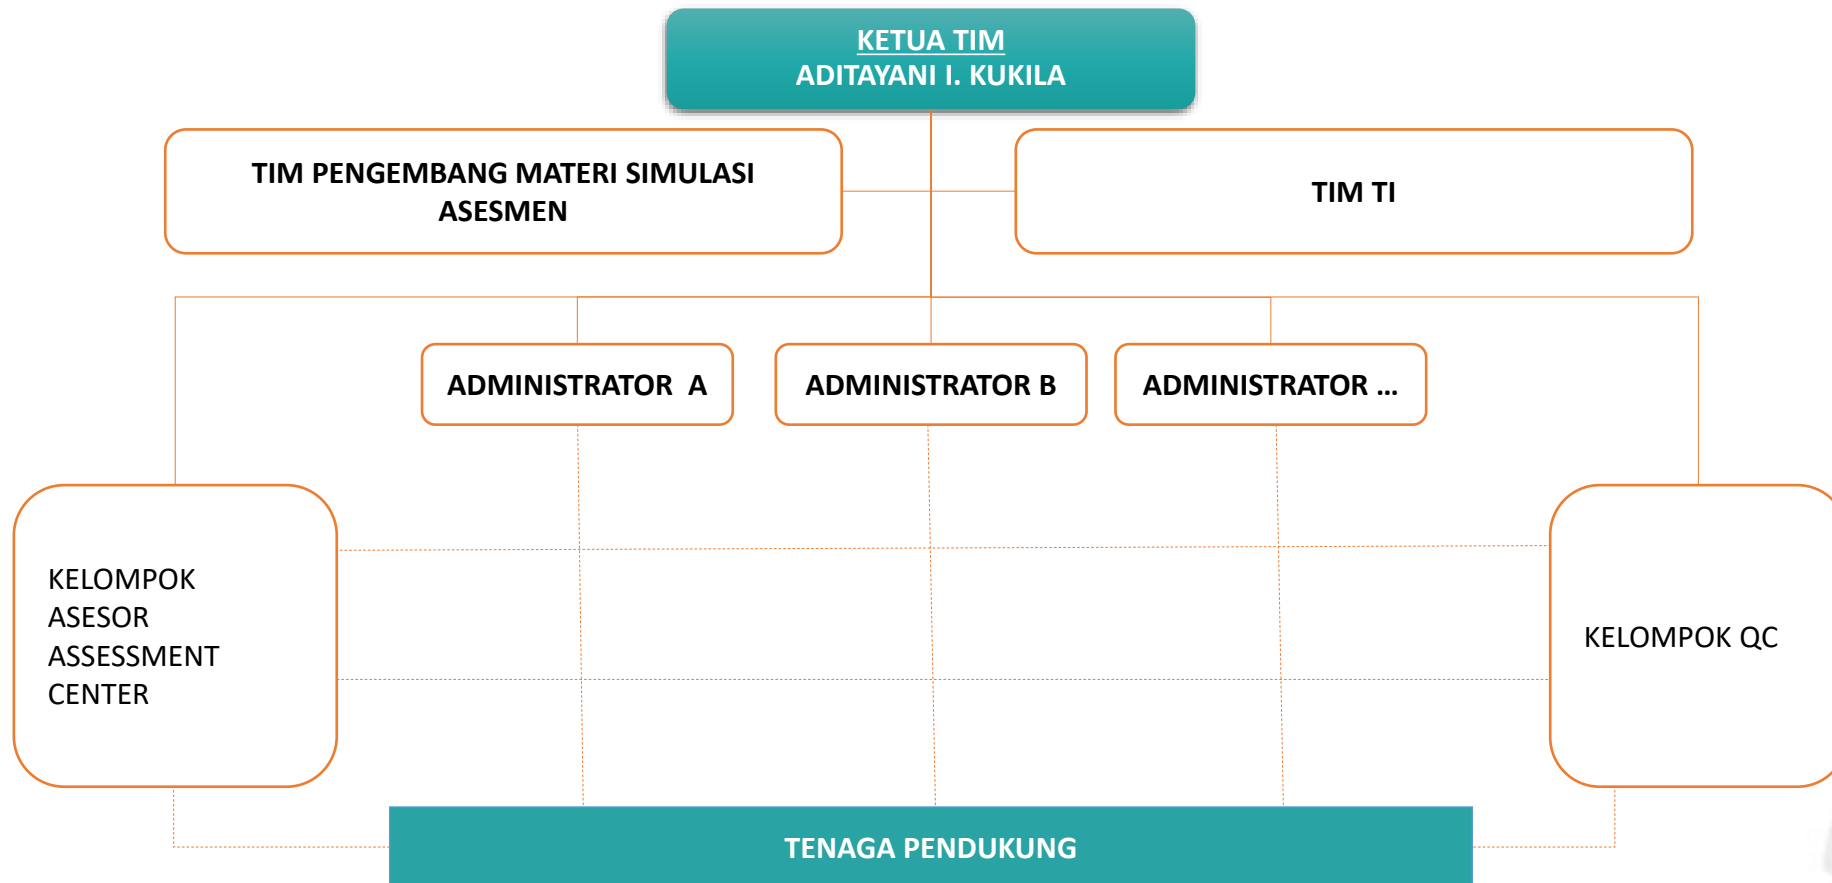 KETUA TIM
ADITAYANI I. KUKILA
TIM PENGEMBANG MATERI SIMULASI
ASESMEN
TIM TI
ADMINISTRATOR A
ADMINISTRATOR B
ADMINISTRATOR ...
KELOMPOK
ASESOR
ASSESSMENT
CENTER
KELOMPOK QC
TENAGA PENDUKUNG